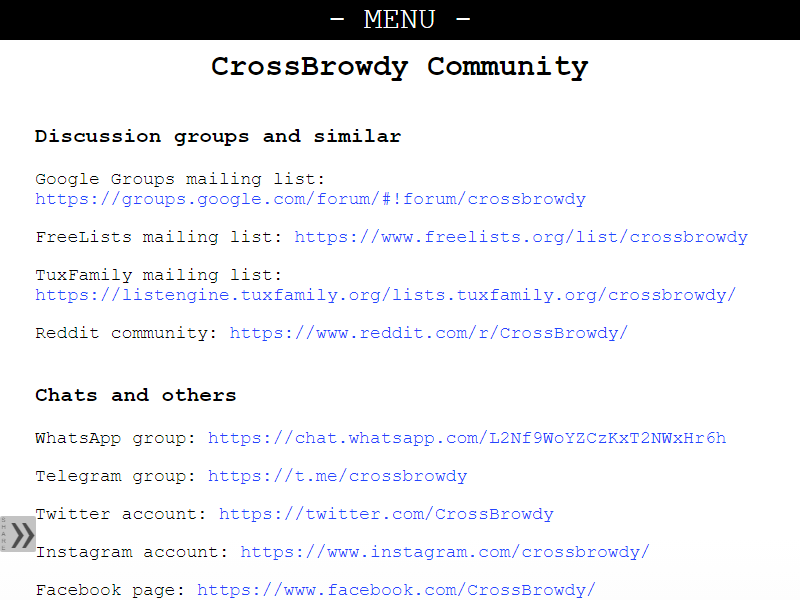 - MENU -
CrossBrowdy Community
Discussion groups and similar
Google Groups mailing list:
https://groups.google.com/forum/#!forum/crossbrowdy
FreeLists mailing list: https://www.freelists.org/list/crossbrowdy
TuxFamily mailing list:
https://listengine.tuxfamily.org/lists.tuxfamily.org/crossbrowdy/
Reddit community: https://www.reddit.com/r/CrossBrowdy/
Chats and others
WhatsApp group: https://chat.whatsapp.com/L2Nf9WoYZCzKxT2NWxHr6h
Telegram group: https://t.me/crossbrowdy
Twitter account: https://twitter.com/CrossBrowdy
SHARE
Instagram account: https://www.instagram.com/crossbrowdy/
Facebook page: https://www.facebook.com/CrossBrowdy/